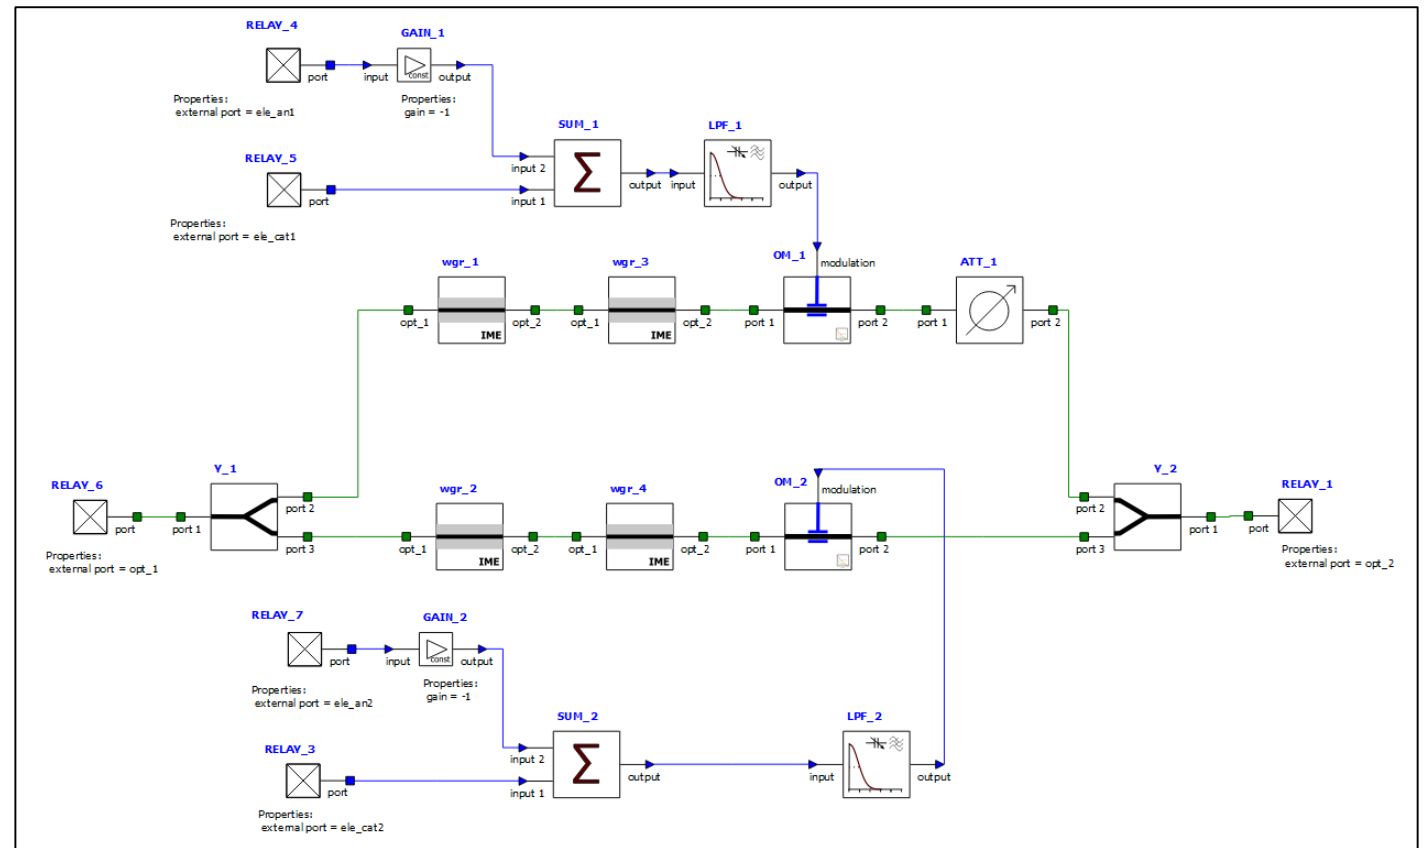 RELAY_4
GAIN_1
const
port
input
output
Properties:
external port = ele_an1
Properties:
gain = -1
SUM_1
LPF_1
RELAY_5
input 2
Σ
output
input
output
port
input 1
Properties:
external port = ele_cat1
wgr_1
wgr_3
OM_1
modulation
ATT_1
opt_1
IME
opt_2
opt_1
IME
opt_2
port 1
port 2
port 1
port 2
RELAY_6
Y_1
wgr_2
wgr_4
OM_2
modulation
Y_2
RELAY_1
port 2
port 2
port
port 1
port 1
port
port 3
opt_1
IME
opt_2
opt_1
IME
opt_2
port 1
port 2
port 3
Properties:
external port = opt_1
Properties:
external port = opt_2
RELAY_7
GAIN_2
const
port
input
output
Properties:
external port = ele_an2
Properties:
gain = -1
SUM_2
LPF_2
RELAY_3
input 2
Σ
output
input
output
port
input 1
Properties:
external port = ele_cat2